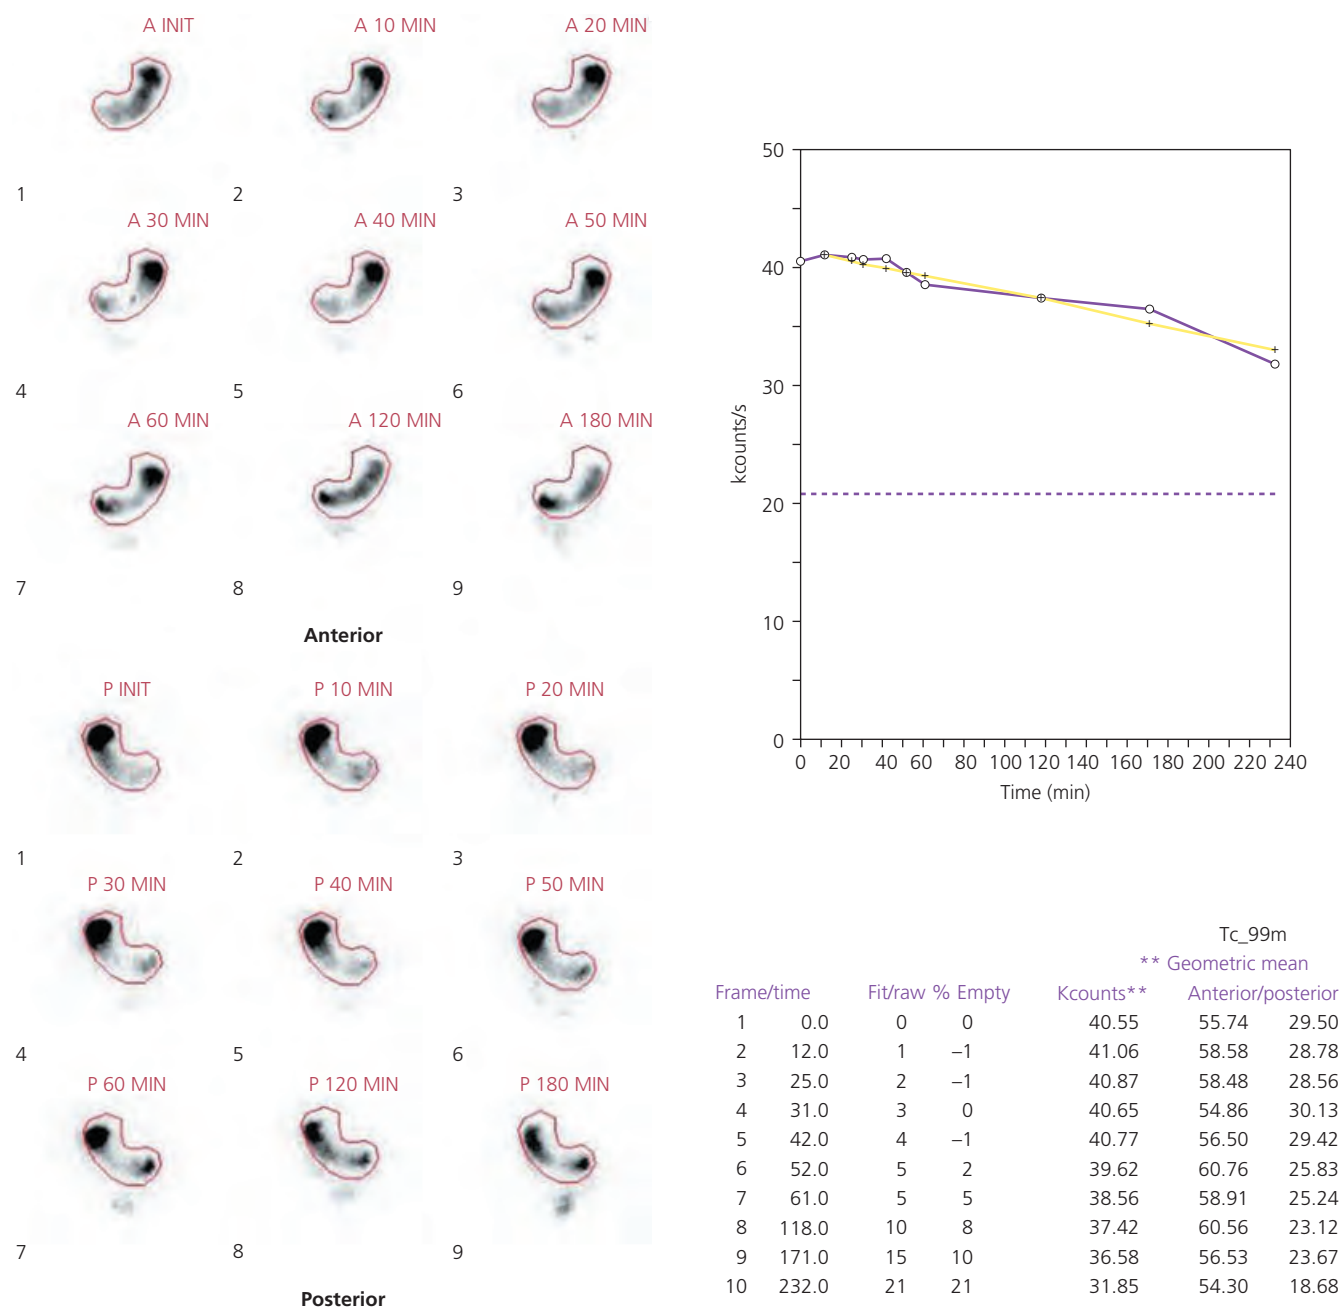 A INIT A 10 MIN A 20 MIN
1 2 3
A 30 MIN A 40 MIN A 50 MIN
4 5 6
A 60 MIN A 120 MIN A 180 MIN
7 8 9
Anterior
P INIT P 10 MIN P 20 MIN
1 2 3
P 30 MIN P 40 MIN P 50 MIN
4 5 6
P 60 MIN P 120 MIN P 180 MIN
7 8 9
Posterior
50
40
30
20
10
0
kcounts/s
0 20 40 60 80 100 120 140 160 180 200 220 240
Time (min)
Tc_99m
** Geometric mean
Frame/time Fit/raw % Empty Kcounts** Anterior/posterior
1 0.0 0 0 40.55 55.74 29.50
2 12.0 1 –1 41.06 58.58 28.78
3 25.0 2 –1 40.87 58.48 28.56
4 31.0 3 0 40.65 54.86 30.13
5 42.0 4 –1 40.77 56.50 29.42
6 52.0 5 2 39.62 60.76 25.83
7 61.0 5 5 38.56 58.91 25.24
8 118.0 10 8 37.42 60.56 23.12
9 171.0 15 10 36.58 56.53 23.67
10 232.0 21 21 31.85 54.30 18.68